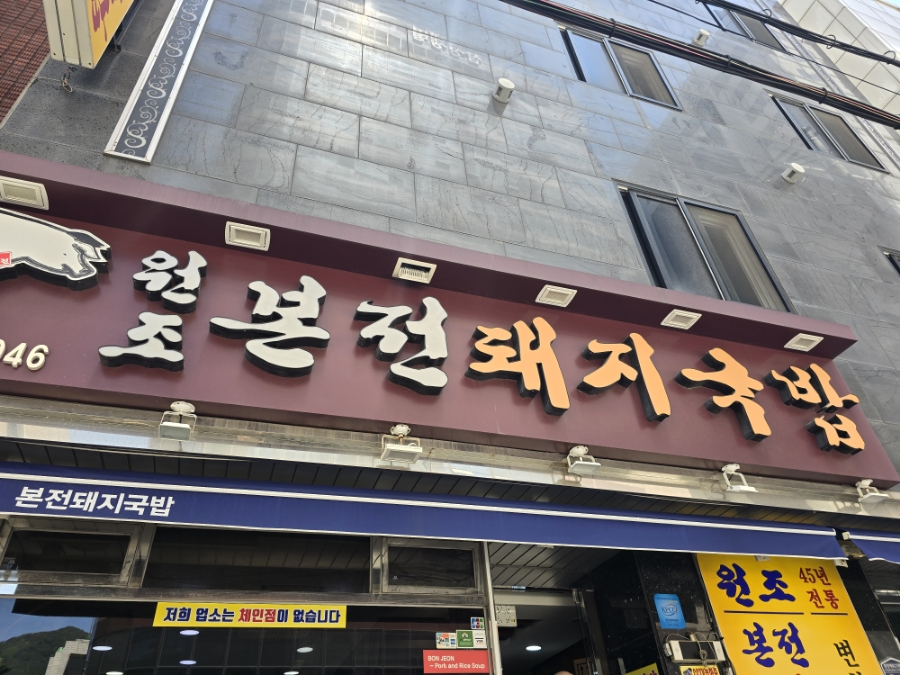 원조
본전돼지국밥
946
본전돼지국밥
저희 업소는 체인점이 없습니다
BON JEON
– Pork and Rice Soup
원조
45년
전통
본전